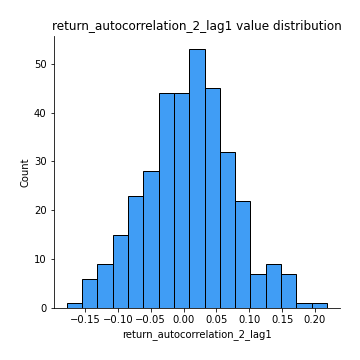 return_autocorrelation_2_lag1 value distribution
50
40
30
20
10
0
Count
−0.15 −0.10 −0.05 0.00 0.05 0.10 0.15 0.20
return_autocorrelation_2_lag1